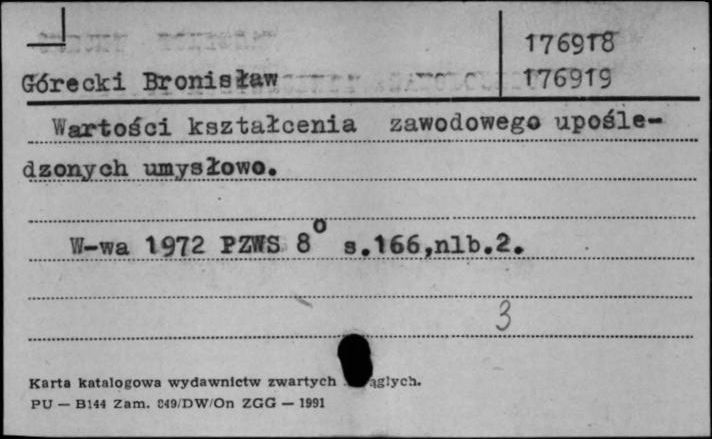 176918
Górecki Bronisław 176919
Wartości kształcenia zawodowego upośle-
dzonych umysłowo.
W-wa 1972 PZWS 8° s.166,nlb.2.
3
Karta katalogowa wydawnictw zwartych
PU — B144 Zam. 849/DW/On ZGG — 1991